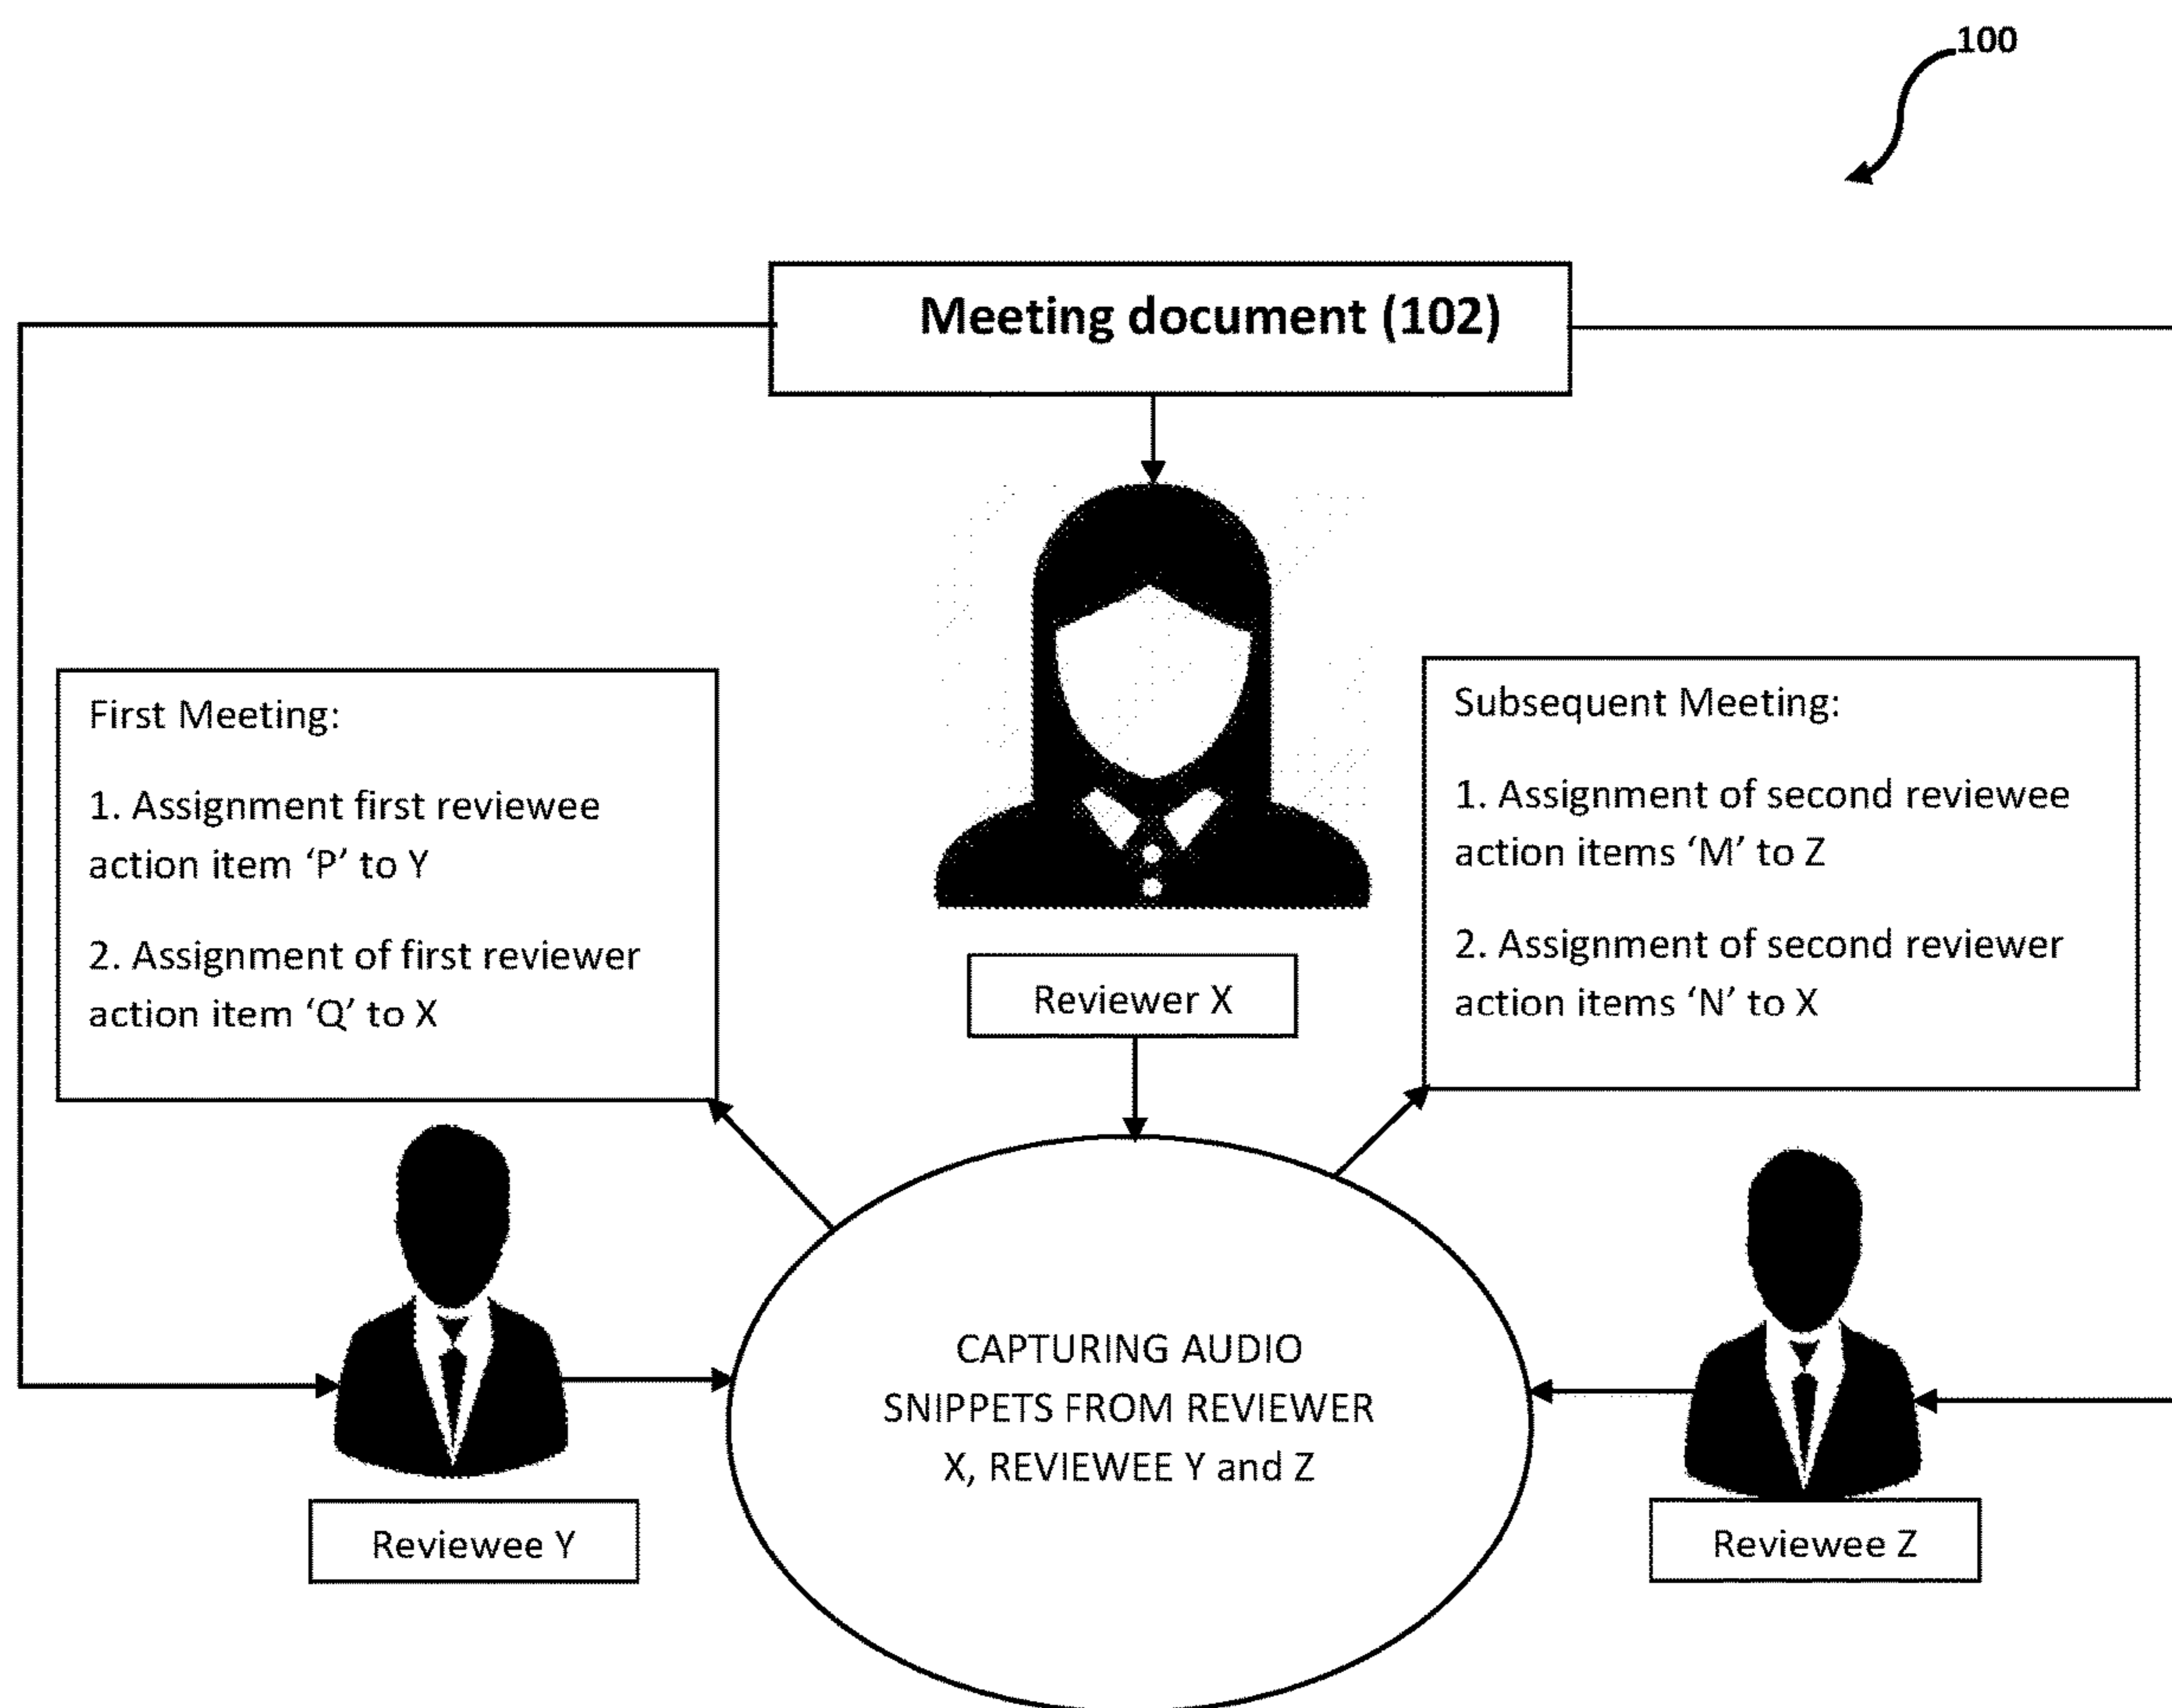 100
Meeting document (102)
First Meeting:
1. Assignment first reviewee
action item ‘P’ to Y
2. Assignment of first reviewer
action item ‘Q’ to X
Reviewer X
Subsequent Meeting:
1. Assignment of second reviewee
action items ‘M’ to Z
2. Assignment of second reviewer
action items ‘N’ to X
CAPTURING AUDIO
SNIPPETS FROM REVIEWER
X, REVIEWEE Y and Z
Reviewee Y
Reviewee Z